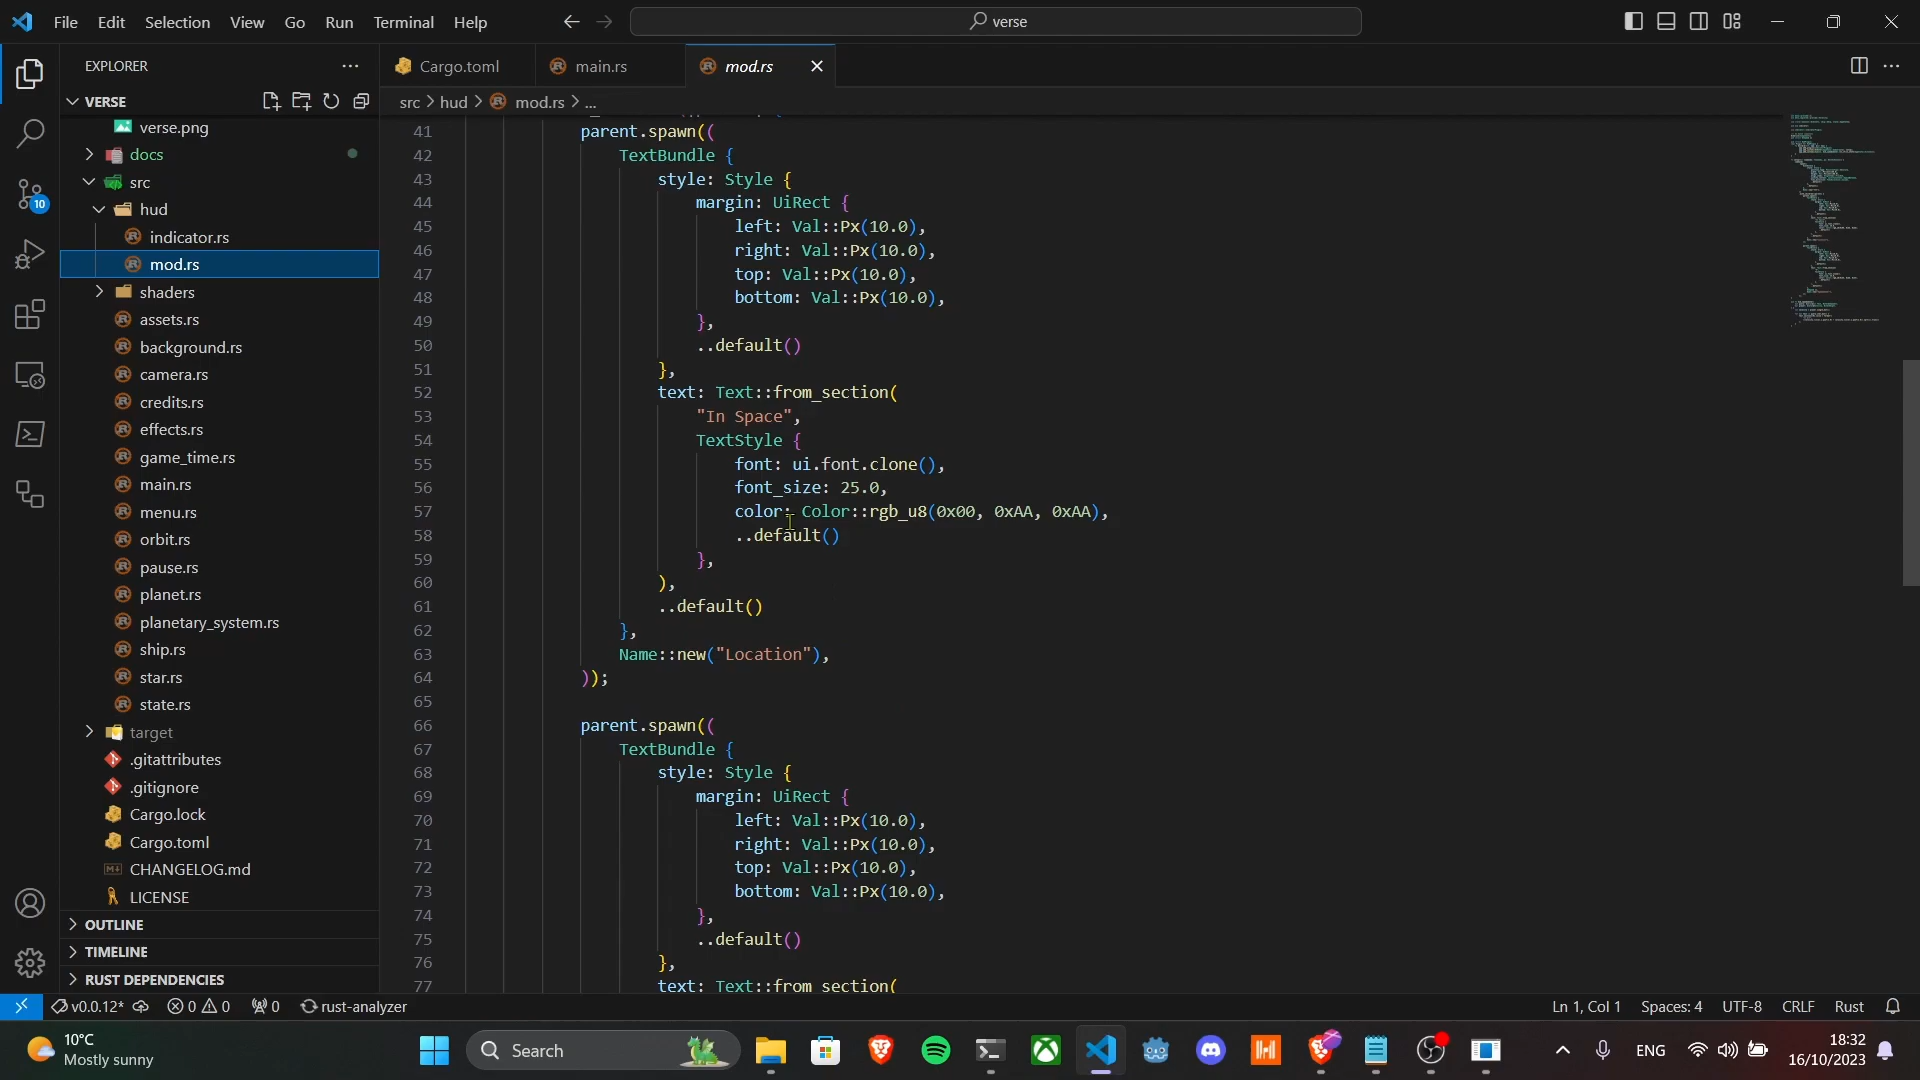 File Edit Selection View Go Run Terminal Help
verse
EXPLORER
VERSE
verse.png
docs
src
hud
indicator.rs
mod.rs
shaders
assets.rs
background.rs
camera.rs
credits.rs
effects.rs
game_time.rs
main.rs
menu.rs
orbit.rs
pause.rs
planet.rs
planetary_system.rs
ship.rs
star.rs
state.rs
target
.gitattributes
.gitignore
Cargo.lock
Cargo.toml
CHANGELOG.md
LICENSE
OUTLINE
TIMELINE
RUST DEPENDENCIES
10
Cargo.toml main.rs mod.rs
src > hud > mod.rs > ...
41 parent.spawn((
42 TextBundle {
43 style: Style {
44 margin: UiRect {
45 left: Val::Px(10.0),
46 right: Val::Px(10.0),
47 top: Val::Px(10.0),
48 bottom: Val::Px(10.0),
49 },
50 ..default()
51 },
52 text: Text::from_section(
53 "In Space",
54 TextStyle {
55 font: ui.font.clone(),
56 font_size: 25.0,
57 color: Color::rgb_u8(0x00, 0xAA, 0xAA),
58 ..default()
59 },
60 ),
61 ..default()
62 },
63 Name::new("Location"),
64 ));
65
66 parent.spawn((
67 TextBundle {
68 style: Style {
69 margin: UiRect {
70 left: Val::Px(10.0),
71 right: Val::Px(10.0),
72 top: Val::Px(10.0),
73 bottom: Val::Px(10.0),
74 },
75 ..default()
76 },
77 text: Text::from_section(
v0.0.12* 0 0 0 rust-analyzer Ln 1, Col 1 Spaces: 4 UTF-8 CRLF Rust
10°C
Mostly sunny
Search
ENG
18:32
16/10/2023